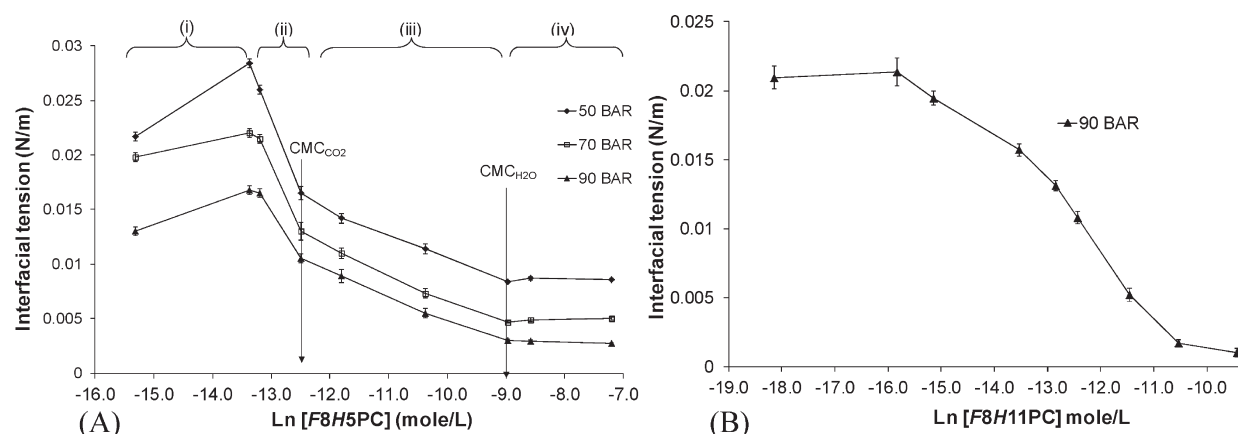 (i) (ii) (iii) (iv)
0.03
0.025
0.02
0.015
0.01
0.005
0
Interfacial tension (N/m)
50 BAR
70 BAR
90 BAR
CMC_CO2
CMC_H2O
-16.0 -15.0 -14.0 -13.0 -12.0 -11.0 -10.0 -9.0 -8.0 -7.0
Ln [F8H5PC] (mole/L)
(A)
0.025
0.02
0.015
0.01
0.005
0
Interfacial tension (N/m)
90 BAR
-19.0 -18.0 -17.0 -16.0 -15.0 -14.0 -13.0 -12.0 -11.0 -10.0
Ln [F8H11PC] mole/L
(B)